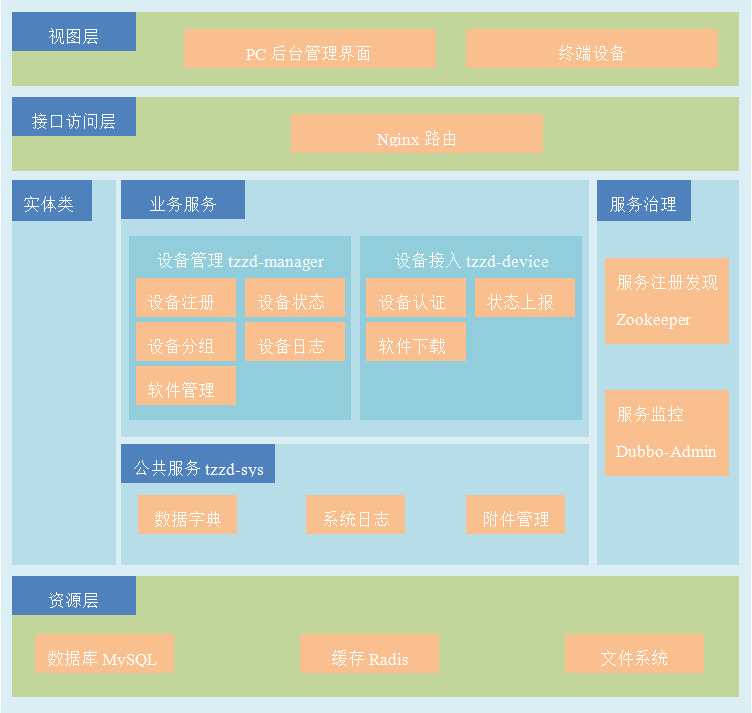 视图层
PC 后台管理界面
终端设备
接口访问层
Nginx 路由
实体类
业务服务
设备管理 tzzd-manager
设备注册
设备状态
设备分组
设备日志
软件管理
设备接入 tzzd-device
设备认证
状态上报
软件下载
公共服务 tzzd-sys
数据字典
系统日志
附件管理
服务治理
服务注册发现
Zookeeper
服务监控
Dubbo-Admin
资源层
数据库 MySQL
缓存 Radis
文件系统